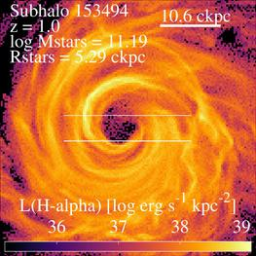 Subhalo 153494
10.6 ckpc
z = 1.0
log Mstars = 11.19
Rstars = 5.29 ckpc
L(H-alpha) [log erg s⁻¹ kpc⁻²]
36 37 38 39